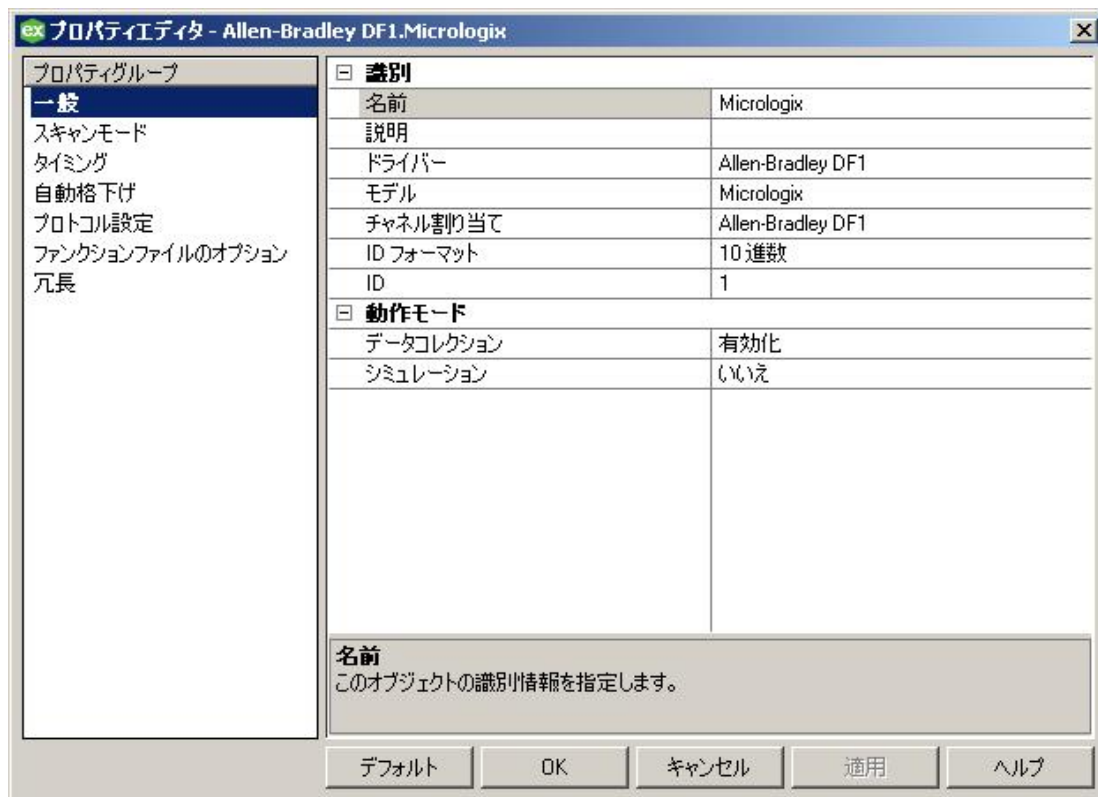 ex プロパティエディタ - Allen-Bradley DF1.Micrologix
プロパティグループ
一般
スキャンモード
タイミング
自動格下げ
プロトコル設定
ファンクションファイルのオプション
冗長
識別
名前 Micrologix
説明
ドライバー Allen-Bradley DF1
モデル Micrologix
チャネル割り当て Allen-Bradley DF1
ID フォーマット 10 進数
ID 1
動作モード
データコレクション 有効化
シミュレーション いいえ
名前
このオブジェクトの識別情報を指定します。
デフォルト OK キャンセル 適用 ヘルプ